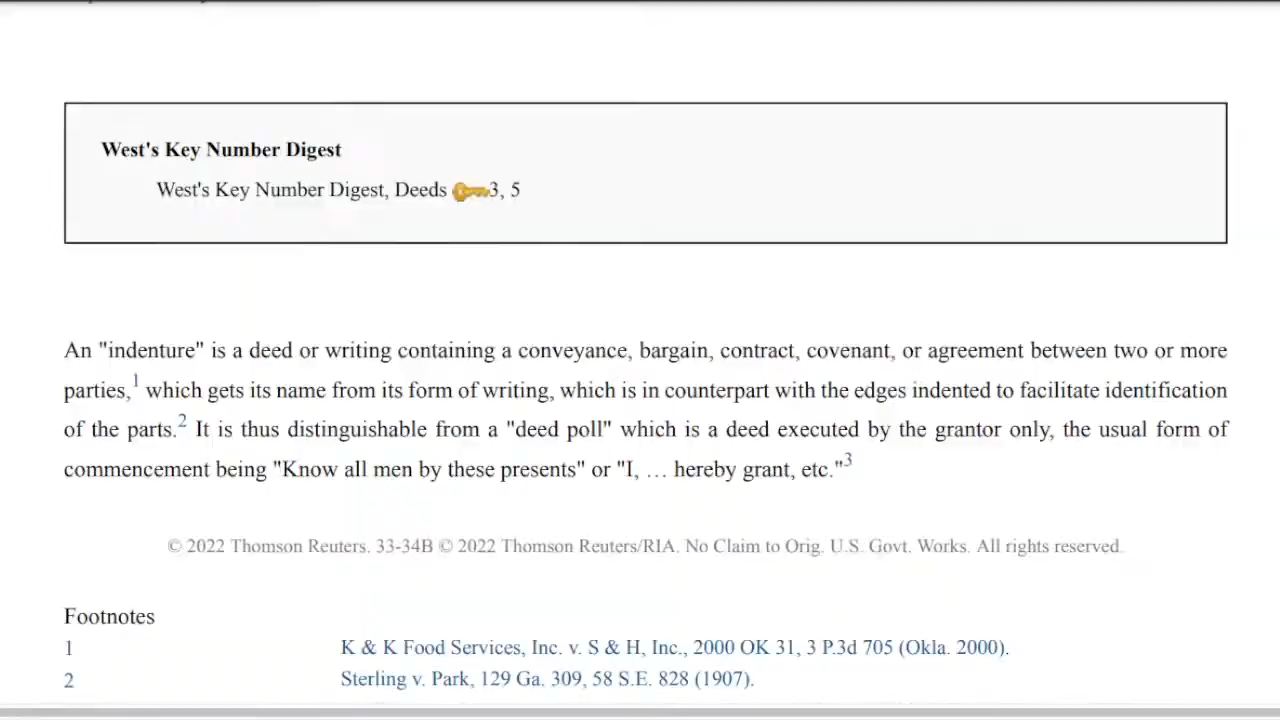 West's Key Number Digest
West's Key Number Digest, Deeds 3, 5
An "indenture" is a deed or writing containing a conveyance, bargain, contract, covenant, or agreement between two or more
parties,1 which gets its name from its form of writing, which is in counterpart with the edges indented to facilitate identification
of the parts.2 It is thus distinguishable from a "deed poll" which is a deed executed by the grantor only, the usual form of
commencement being "Know all men by these presents" or "I, … hereby grant, etc."3
© 2022 Thomson Reuters. 33-34B © 2022 Thomson Reuters/RIA. No Claim to Orig. U.S. Govt. Works. All rights reserved.
Footnotes
1 K & K Food Services, Inc. v. S & H, Inc., 2000 OK 31, 3 P.3d 705 (Okla. 2000).
2 Sterling v. Park, 129 Ga. 309, 58 S.E. 828 (1907).